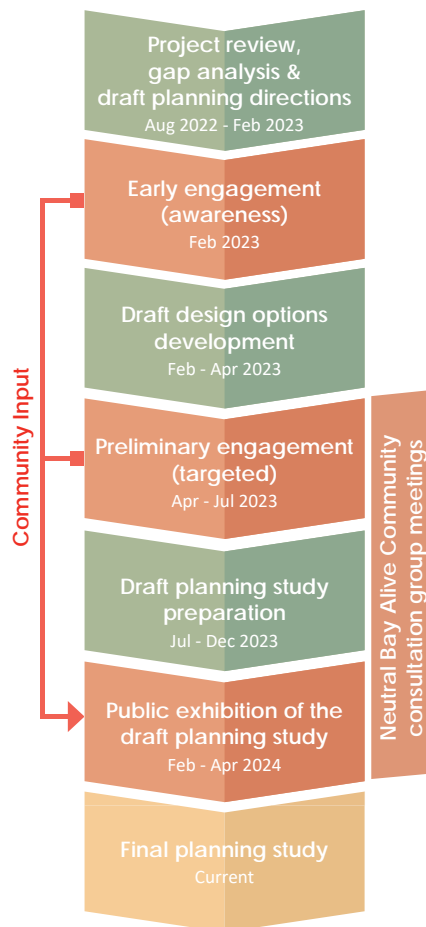 Project review,
gap analysis &
draft planning directions
Aug 2022 - Feb 2023
Early engagement
(awareness)
Feb 2023
Draft design options
development
Feb - Apr 2023
Community Input
Preliminary engagement
(targeted)
Apr - Jul 2023
Neutral Bay Alive Community
consultation group meetings
Draft planning study
preparation
Jul - Dec 2023
Public exhibition of the
draft planning study
Feb - Apr 2024
Final planning study
Current